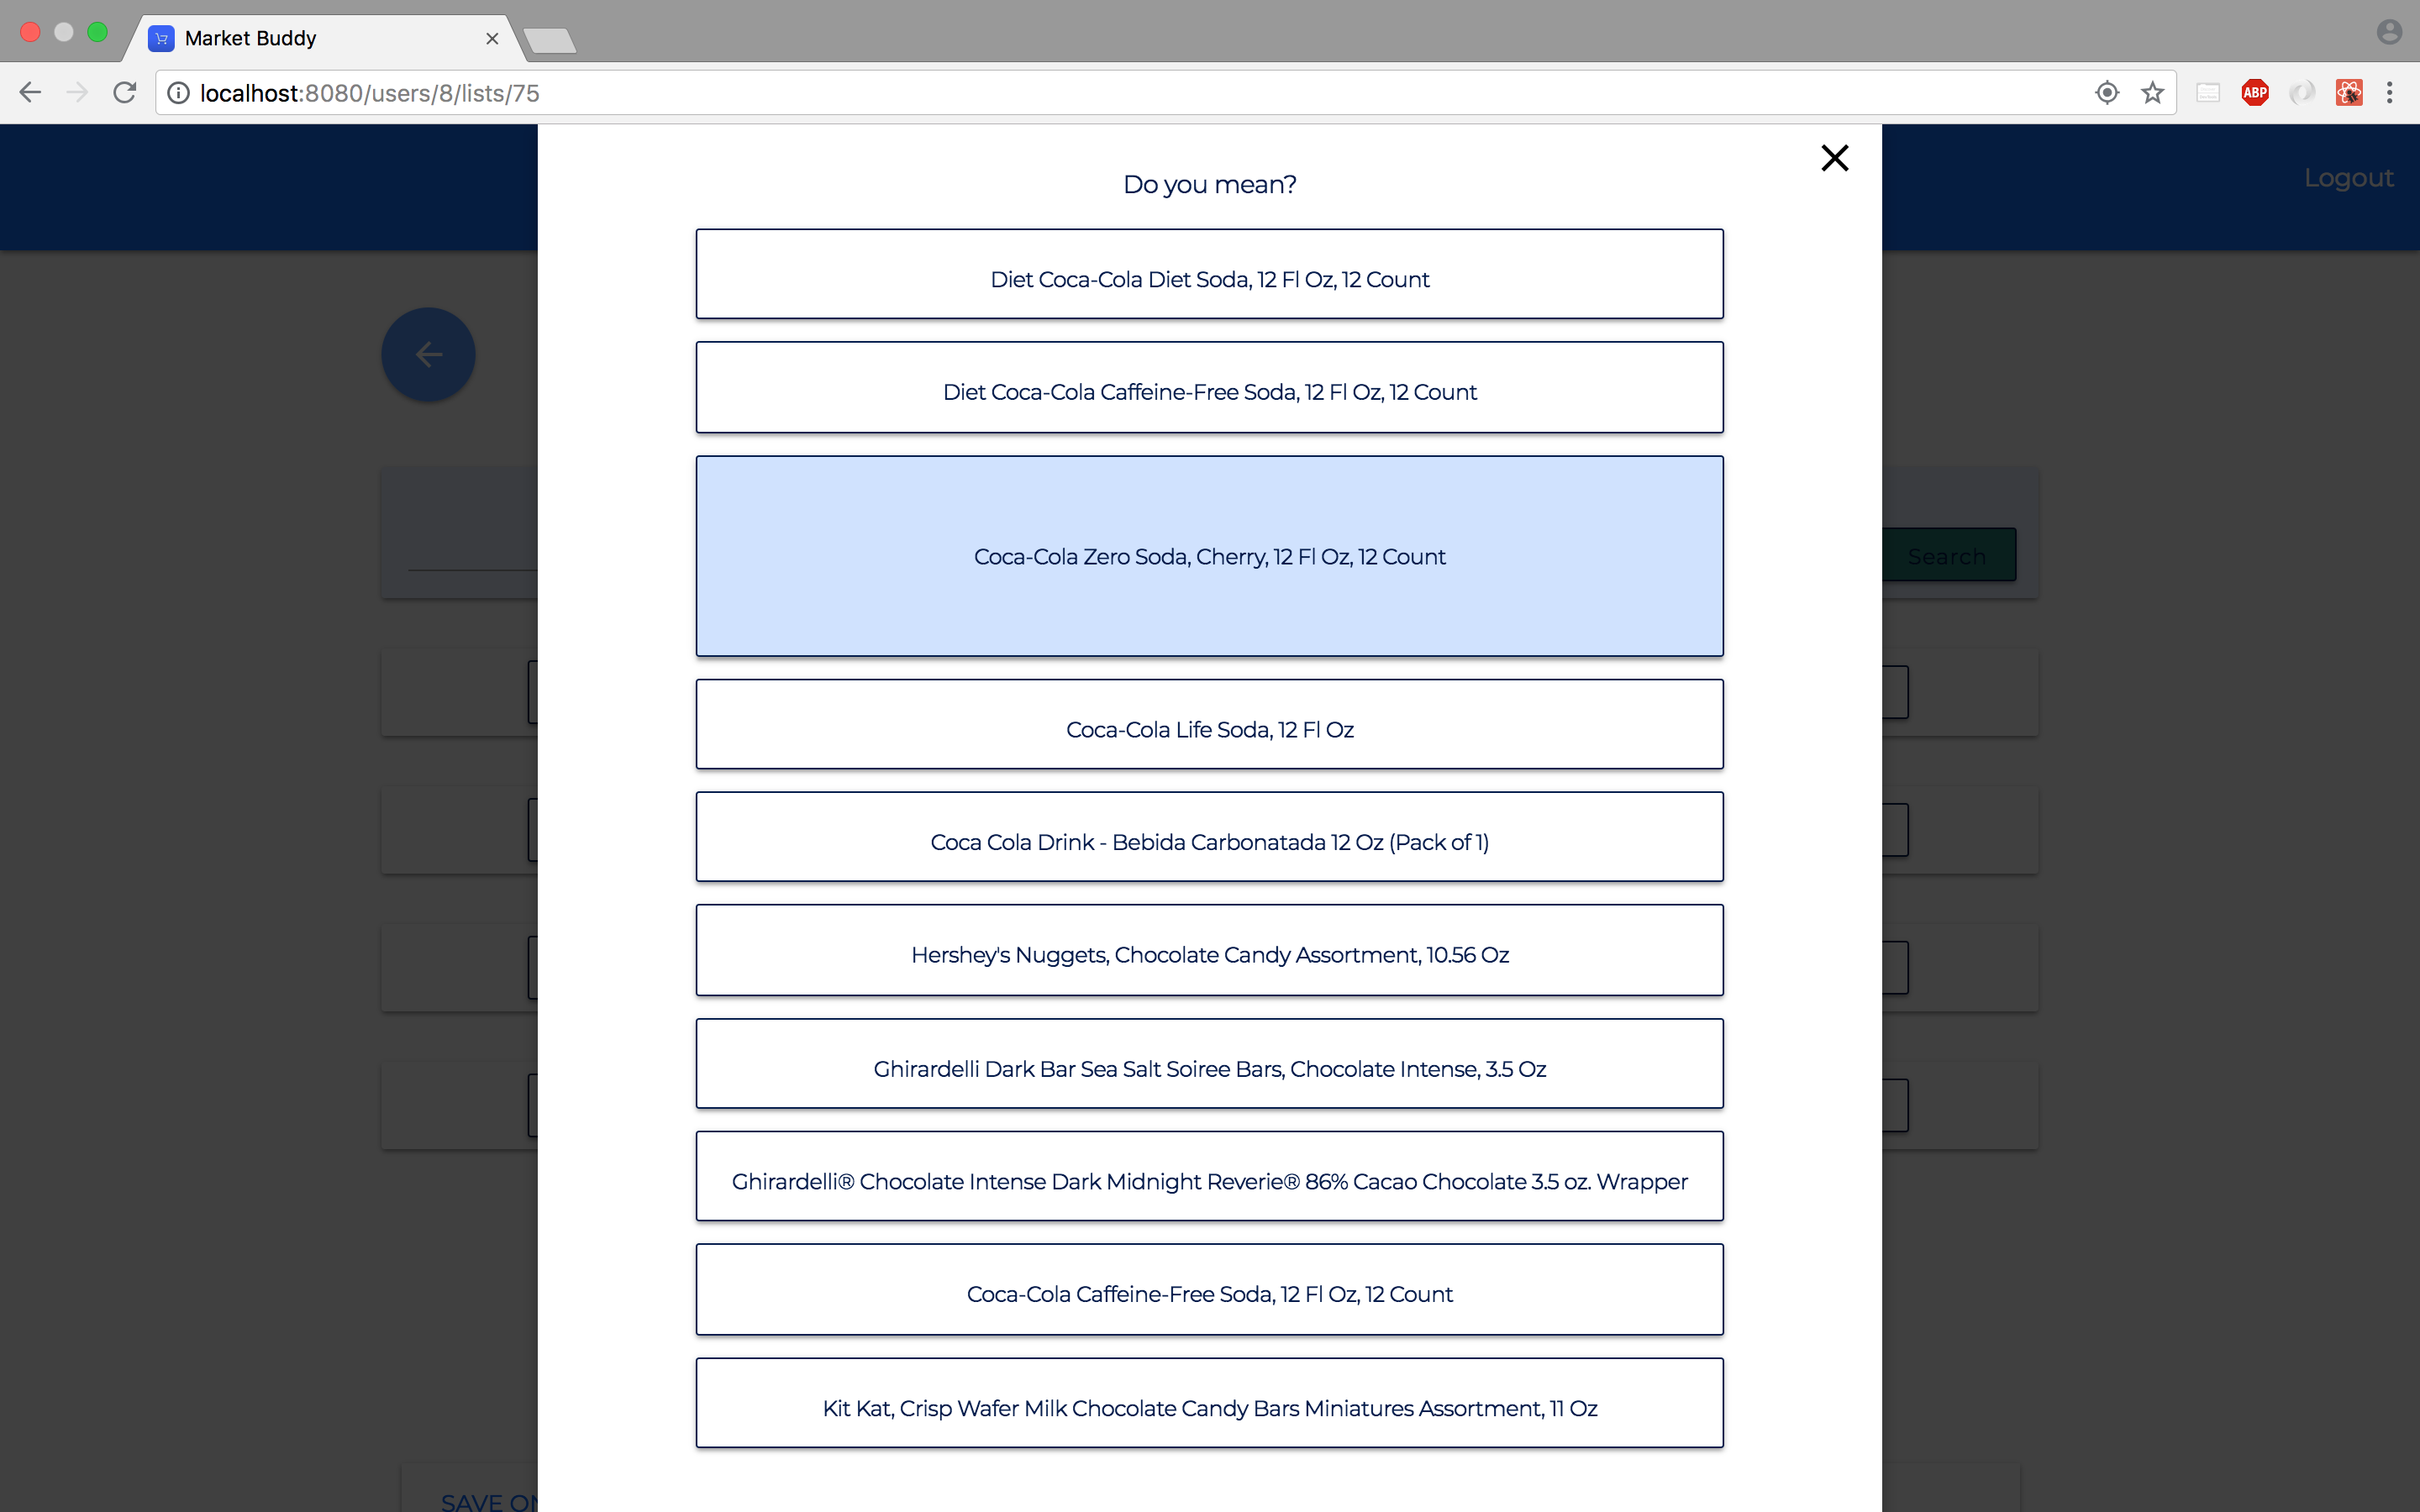 Market Buddy
localhost:8080/users/8/lists/75
ABP
Logout
Do you mean?
Diet Coca-Cola Diet Soda, 12 Fl Oz, 12 Count
Diet Coca-Cola Caffeine-Free Soda, 12 Fl Oz, 12 Count
Coca-Cola Zero Soda, Cherry, 12 Fl Oz, 12 Count
Search
Coca-Cola Life Soda, 12 Fl Oz
Coca Cola Drink - Bebida Carbonatada 12 Oz (Pack of 1)
Hershey's Nuggets, Chocolate Candy Assortment, 10.56 Oz
Ghirardelli Dark Bar Sea Salt Soiree Bars, Chocolate Intense, 3.5 Oz
Ghirardelli® Chocolate Intense Dark Midnight Reverie® 86% Cacao Chocolate 3.5 oz. Wrapper
Coca-Cola Caffeine-Free Soda, 12 Fl Oz, 12 Count
Kit Kat, Crisp Wafer Milk Chocolate Candy Bars Miniatures Assortment, 11 Oz
SAVE